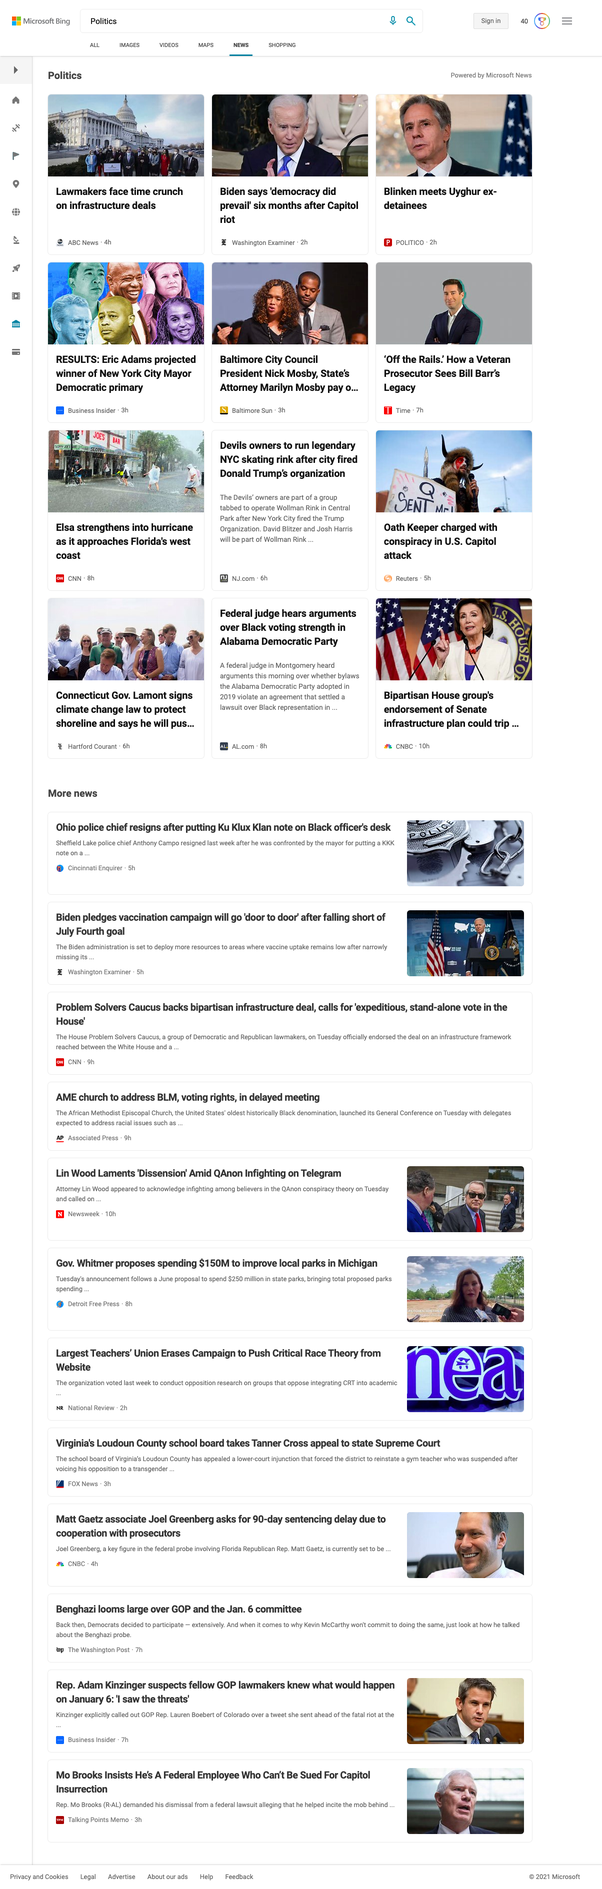 Microsoft Bing
Politics
Sign in
40
ALL
IMAGES
VIDEOS
MAPS
NEWS
SHOPPING
Politics
Powered by Microsoft News
Lawmakers face time crunch
on infrastructure deals
ABC News · 4h
Biden says 'democracy did
prevail' six months after Capitol
riot
Washington Examiner · 2h
Blinken meets Uyghur ex-
detainees
POLITICO · 2h
RESULTS: Eric Adams projected
winner of New York City Mayor
Democratic primary
Business Insider · 3h
Baltimore City Council
President Nick Mosby, State's
Attorney Marilyn Mosby pay o...
Baltimore Sun · 3h
'Off the Rails.' How a Veteran
Prosecutor Sees Bill Barr's
Legacy
Time · 7h
JOE'S
BAR
Elsa strengthens into hurricane
as it approaches Florida's west
coast
CNN · 8h
Devils owners to run legendary
NYC skating rink after city fired
Donald Trump's organization
The Devils' owners are part of a group
tabbed to operate Wollman Rink in Central
Park after New York City fired the Trump
Organization. David Blitzer and Josh Harris
will be part of Wollman Rink ...
NJ.com · 6h
Q
SENT ME!
Oath Keeper charged with
conspiracy in U.S. Capitol
attack
Reuters · 5h
Connecticut Gov. Lamont signs
climate change law to protect
shoreline and says he will pus...
Hartford Courant · 6h
Federal judge hears arguments
over Black voting strength in
Alabama Democratic Party
A federal judge in Montgomery heard
arguments this morning over whether bylaws
the Alabama Democratic Party adopted in
2019 violate an agreement that settled a
lawsuit over Black representation in ...
AL.com · 8h
Bipartisan House group's
endorsement of Senate
infrastructure plan could trip ...
CNBC · 10h
More news
Ohio police chief resigns after putting Ku Klux Klan note on Black officer's desk
Sheffield Lake police chief Anthony Campo resigned last week after he was confronted by the mayor for putting a KKK
note on a ...
Cincinnati Enquirer · 5h
POLICE
Biden pledges vaccination campaign will go 'door to door' after falling short of
July Fourth goal
The Biden administration is set to deploy more resources to areas where vaccine uptake remains low after narrowly
missing its ...
Washington Examiner · 5h
Problem Solvers Caucus backs bipartisan infrastructure deal, calls for 'expeditious, stand-alone vote in the
House'
The House Problem Solvers Caucus, a group of Democratic and Republican lawmakers, on Tuesday officially endorsed the deal on an infrastructure framework
reached between the White House and a ...
CNN · 9h
AME church to address BLM, voting rights, in delayed meeting
The African Methodist Episcopal Church, the United States' oldest historically Black denomination, launched its General Conference on Tuesday with delegates
expected to address racial issues such as ...
AP Associated Press · 9h
Lin Wood Laments 'Dissension' Amid QAnon Infighting on Telegram
Attorney Lin Wood appeared to acknowledge infighting among believers in the QAnon conspiracy theory on Tuesday
and called on ...
N Newsweek · 10h
Gov. Whitmer proposes spending $150M to improve local parks in Michigan
Tuesday's announcement follows a June proposal to spend $250 million in state parks, bringing total proposed parks
spending ...
Detroit Free Press · 8h
Largest Teachers' Union Erases Campaign to Push Critical Race Theory from
Website
The organization voted last week to conduct opposition research on groups that oppose integrating CRT into academic
...
NR National Review · 2h
nea
Virginia's Loudoun County school board takes Tanner Cross appeal to state Supreme Court
The school board of Virginia's Loudoun County has appealed a lower-court injunction that forced the district to reinstate a gym teacher who was suspended after
voicing his opposition to a transgender ...
FOX News · 3h
Matt Gaetz associate Joel Greenberg asks for 90-day sentencing delay due to
cooperation with prosecutors
Joel Greenberg, a key figure in the federal probe involving Florida Republican Rep. Matt Gaetz, is currently set to be ...
CNBC · 4h
Benghazi looms large over GOP and the Jan. 6 committee
Back then, Democrats decided to participate — extensively. And when it comes to why Kevin McCarthy won't commit to doing the same, just look at how he talked
about the Benghazi probe.
wp The Washington Post · 7h
Rep. Adam Kinzinger suspects fellow GOP lawmakers knew what would happen
on January 6: 'I saw the threats'
Kinzinger explicitly called out GOP Rep. Lauren Boebert of Colorado over a tweet she sent ahead of the fatal riot at the
...
Business Insider · 7h
Mo Brooks Insists He's A Federal Employee Who Can't Be Sued For Capitol
Insurrection
Rep. Mo Brooks (R-AL) demanded his dismissal from a federal lawsuit alleging that he helped incite the mob behind ...
Talking Points Memo · 3h
Privacy and Cookies
Legal
Advertise
About our ads
Help
Feedback
© 2021 Microsoft